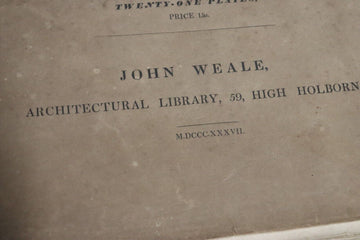 TWENTY-ONE PLATES,
PRICE 15s.
JOHN WEALE,
ARCHITECTURAL LIBRARY, 59, HIGH HOLBORN
M.DCCC.XXXVII.